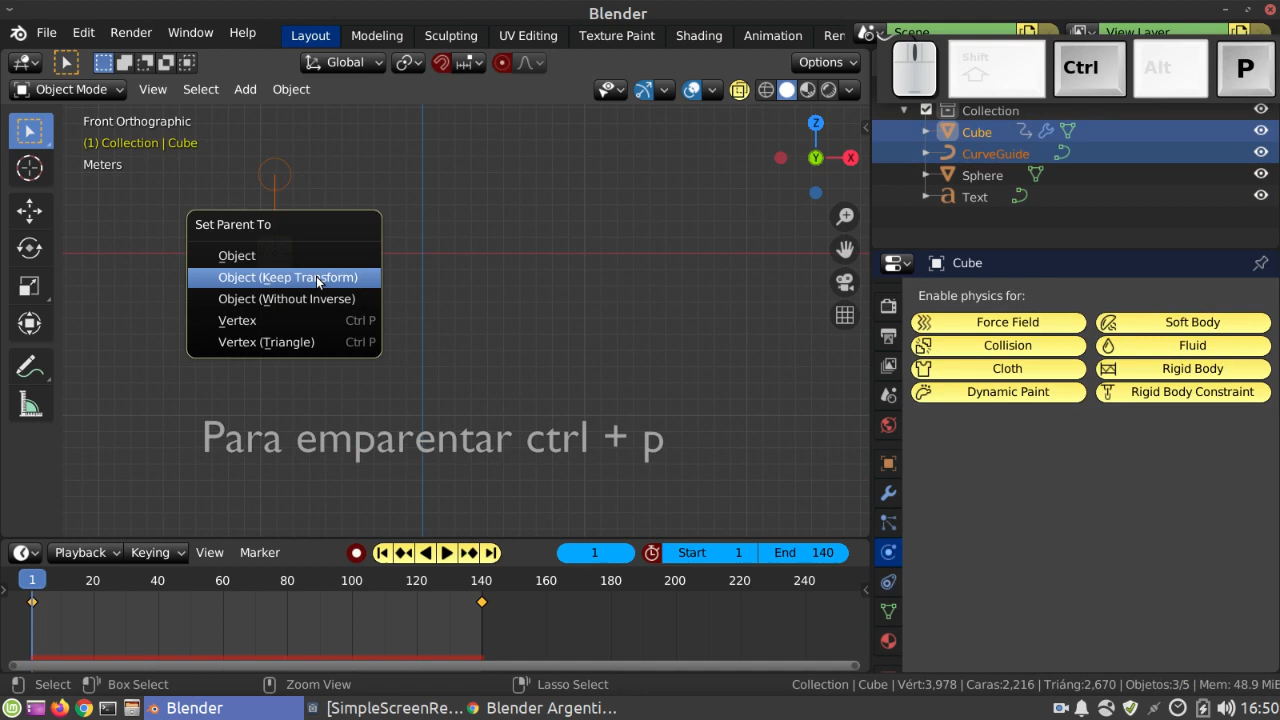 Blender
File Edit Render Window Help
Layout Modeling Sculpting UV Editing Texture Paint Shading Animation Ren
Scene View Layer
Shift Ctrl Alt P
Global Options
Object Mode View Select Add Object
Front Orthographic
(1) Collection | Cube
Meters
Z
Y X
Collection
Cube
CurveGuide
Sphere
Text
Set Parent To
Object
Object (Keep Transform)
Object (Without Inverse)
Vertex Ctrl P
Vertex (Triangle) Ctrl P
Cube
Enable physics for:
Force Field Soft Body
Collision Fluid
Cloth Rigid Body
Dynamic Paint Rigid Body Constraint
Para emparentar ctrl + p
Playback Keying View Marker 1 Start 1 End 140
1 20 40 60 80 100 120 140 160 180 200 220 240
Select Box Select Zoom View Lasso Select Collection | Cube | Vért:3,978 | Caras:2,216 | Triáng:2,670 | Objetos:3/5 | Mem: 48.9 MiB
Blender [SimpleScreenRe... Blender Argenti... 16:50